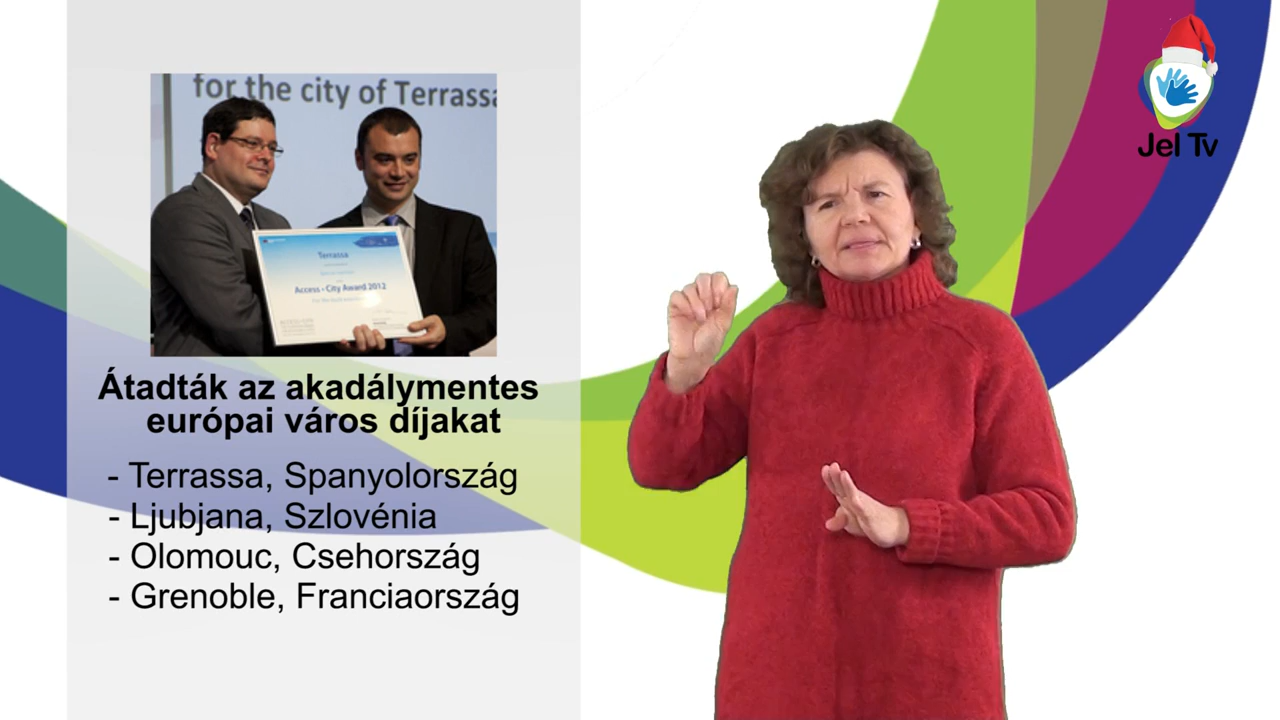 for the city of Terrassa
Terrassa
Access • City Award 2012
Átadták az akadálymentes
európai város díjakat
- Terrassa, Spanyolország
- Ljubjana, Szlovénia
- Olomouc, Csehország
- Grenoble, Franciaország
Jel Tv